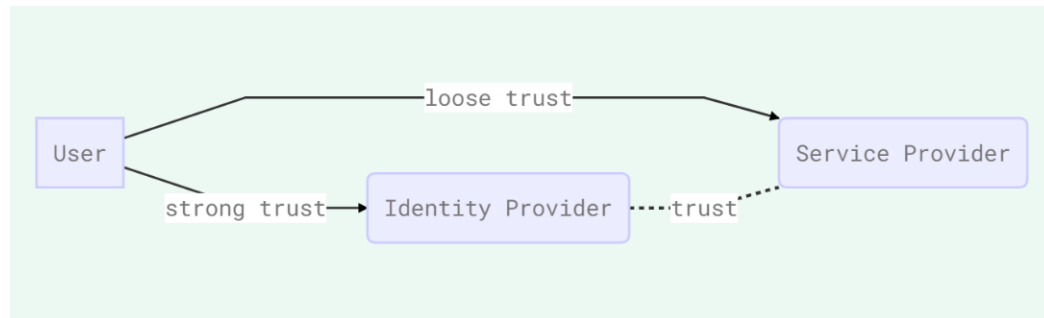 loose trust
User
Service Provider
strong trust
Identity Provider
trust